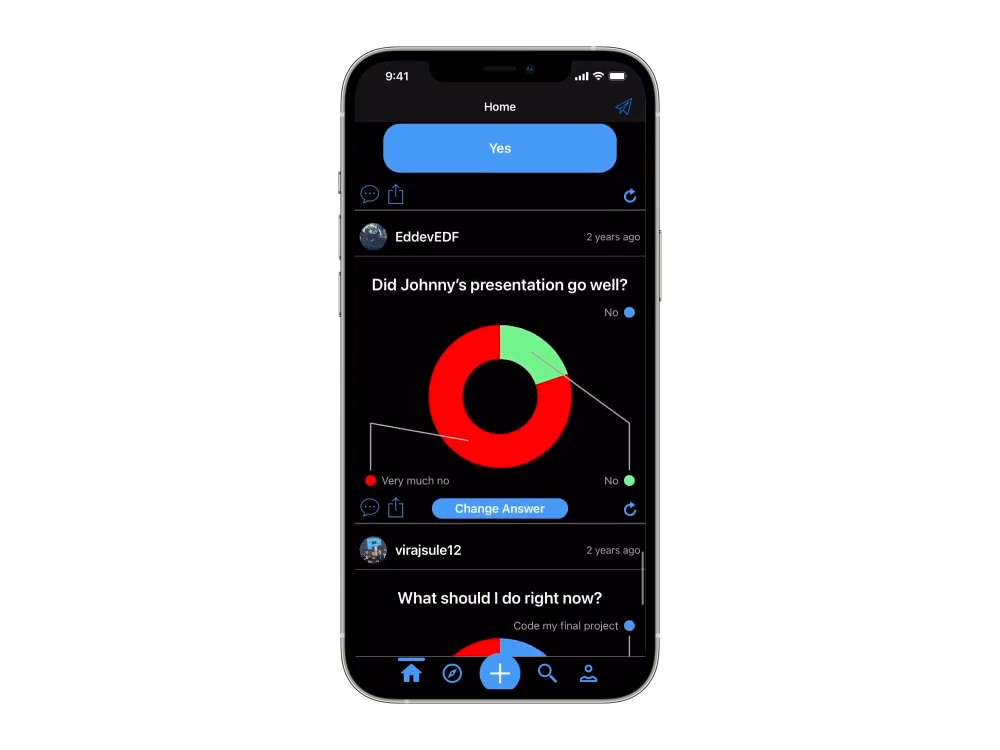 9:41
Home
Yes
EddevEDF
2 years ago
Did Johnny’s presentation go well?
No
Very much no
No
Change Answer
virajsule12
2 years ago
What should I do right now?
Code my final project